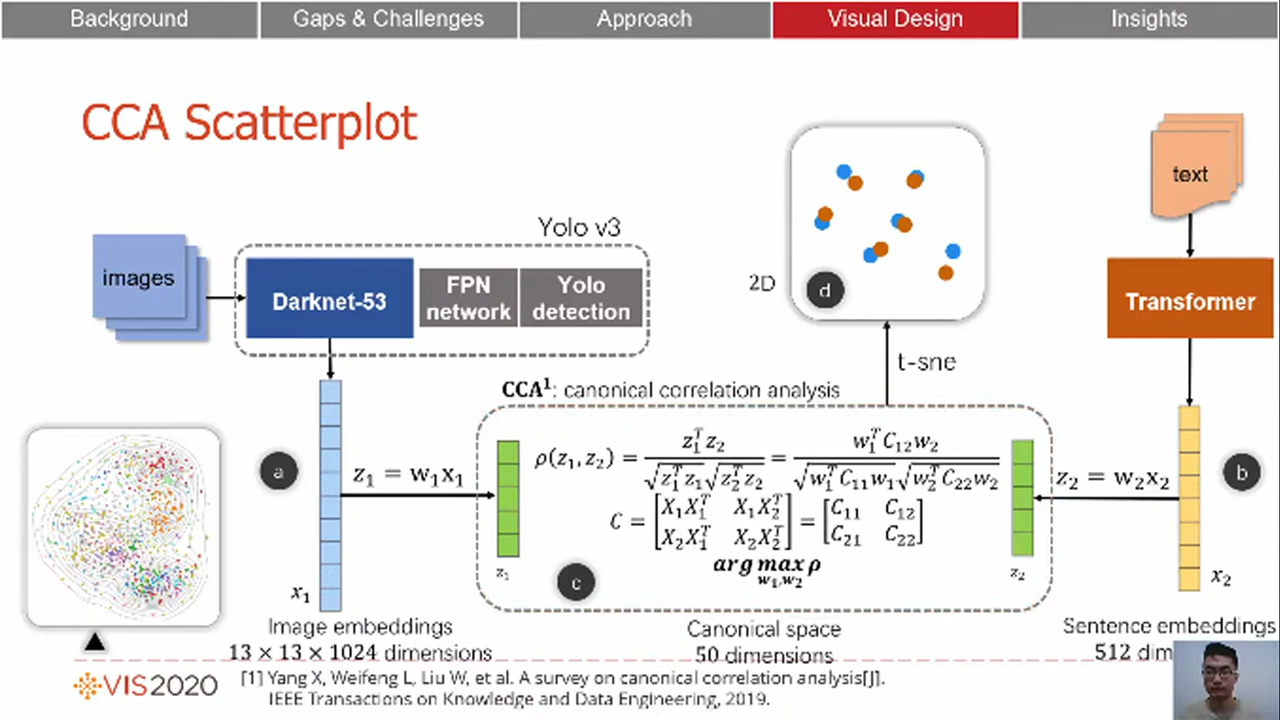 Background
Gaps & Challenges
Approach
Visual Design
Insights
CCA Scatterplot
text
Yolo v3
images
Darknet-53
FPN
network
Yolo
detection
2D
d
Transformer
t-sne
CCA¹: canonical correlation analysis
a
z₁ = w₁x₁
ρ(z₁, z₂) = z₁ᵀz₂ / √(z₁ᵀz₁)√(z₂ᵀz₂) = w₁ᵀC₁₂w₂ / √(w₁ᵀC₁₁w₁)√(w₂ᵀC₂₂w₂)
z₂ = w₂x₂
b
C = [X₁X₁ᵀ X₁X₂ᵀ
X₂X₁ᵀ X₂X₂ᵀ] = [C₁₁ C₁₂
C₂₁ C₂₂]
arg max ρ
w₁,w₂
z₁
c
z₂
x₁
x₂
Image embeddings
13 × 13 × 1024 dimensions
Canonical space
50 dimensions
Sentence embeddings
512
VIS2020
[1] Yang X, Weifeng L, Liu W, et al. A survey on canonical correlation analysis[J].
IEEE Transactions on Knowledge and Data Engineering, 2019.